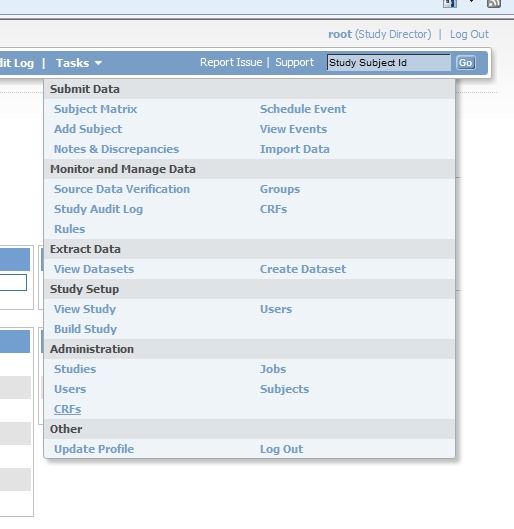 root (Study Director) | Log Out
dit Log | Tasks Report Issue | Support Study Subject Id Go
Submit Data
Subject Matrix Schedule Event
Add Subject View Events
Notes & Discrepancies Import Data
Monitor and Manage Data
Source Data Verification Groups
Study Audit Log CRFs
Rules
Extract Data
View Datasets Create Dataset
Study Setup
View Study Users
Build Study
Administration
Studies Jobs
Users Subjects
CRFs
Other
Update Profile Log Out